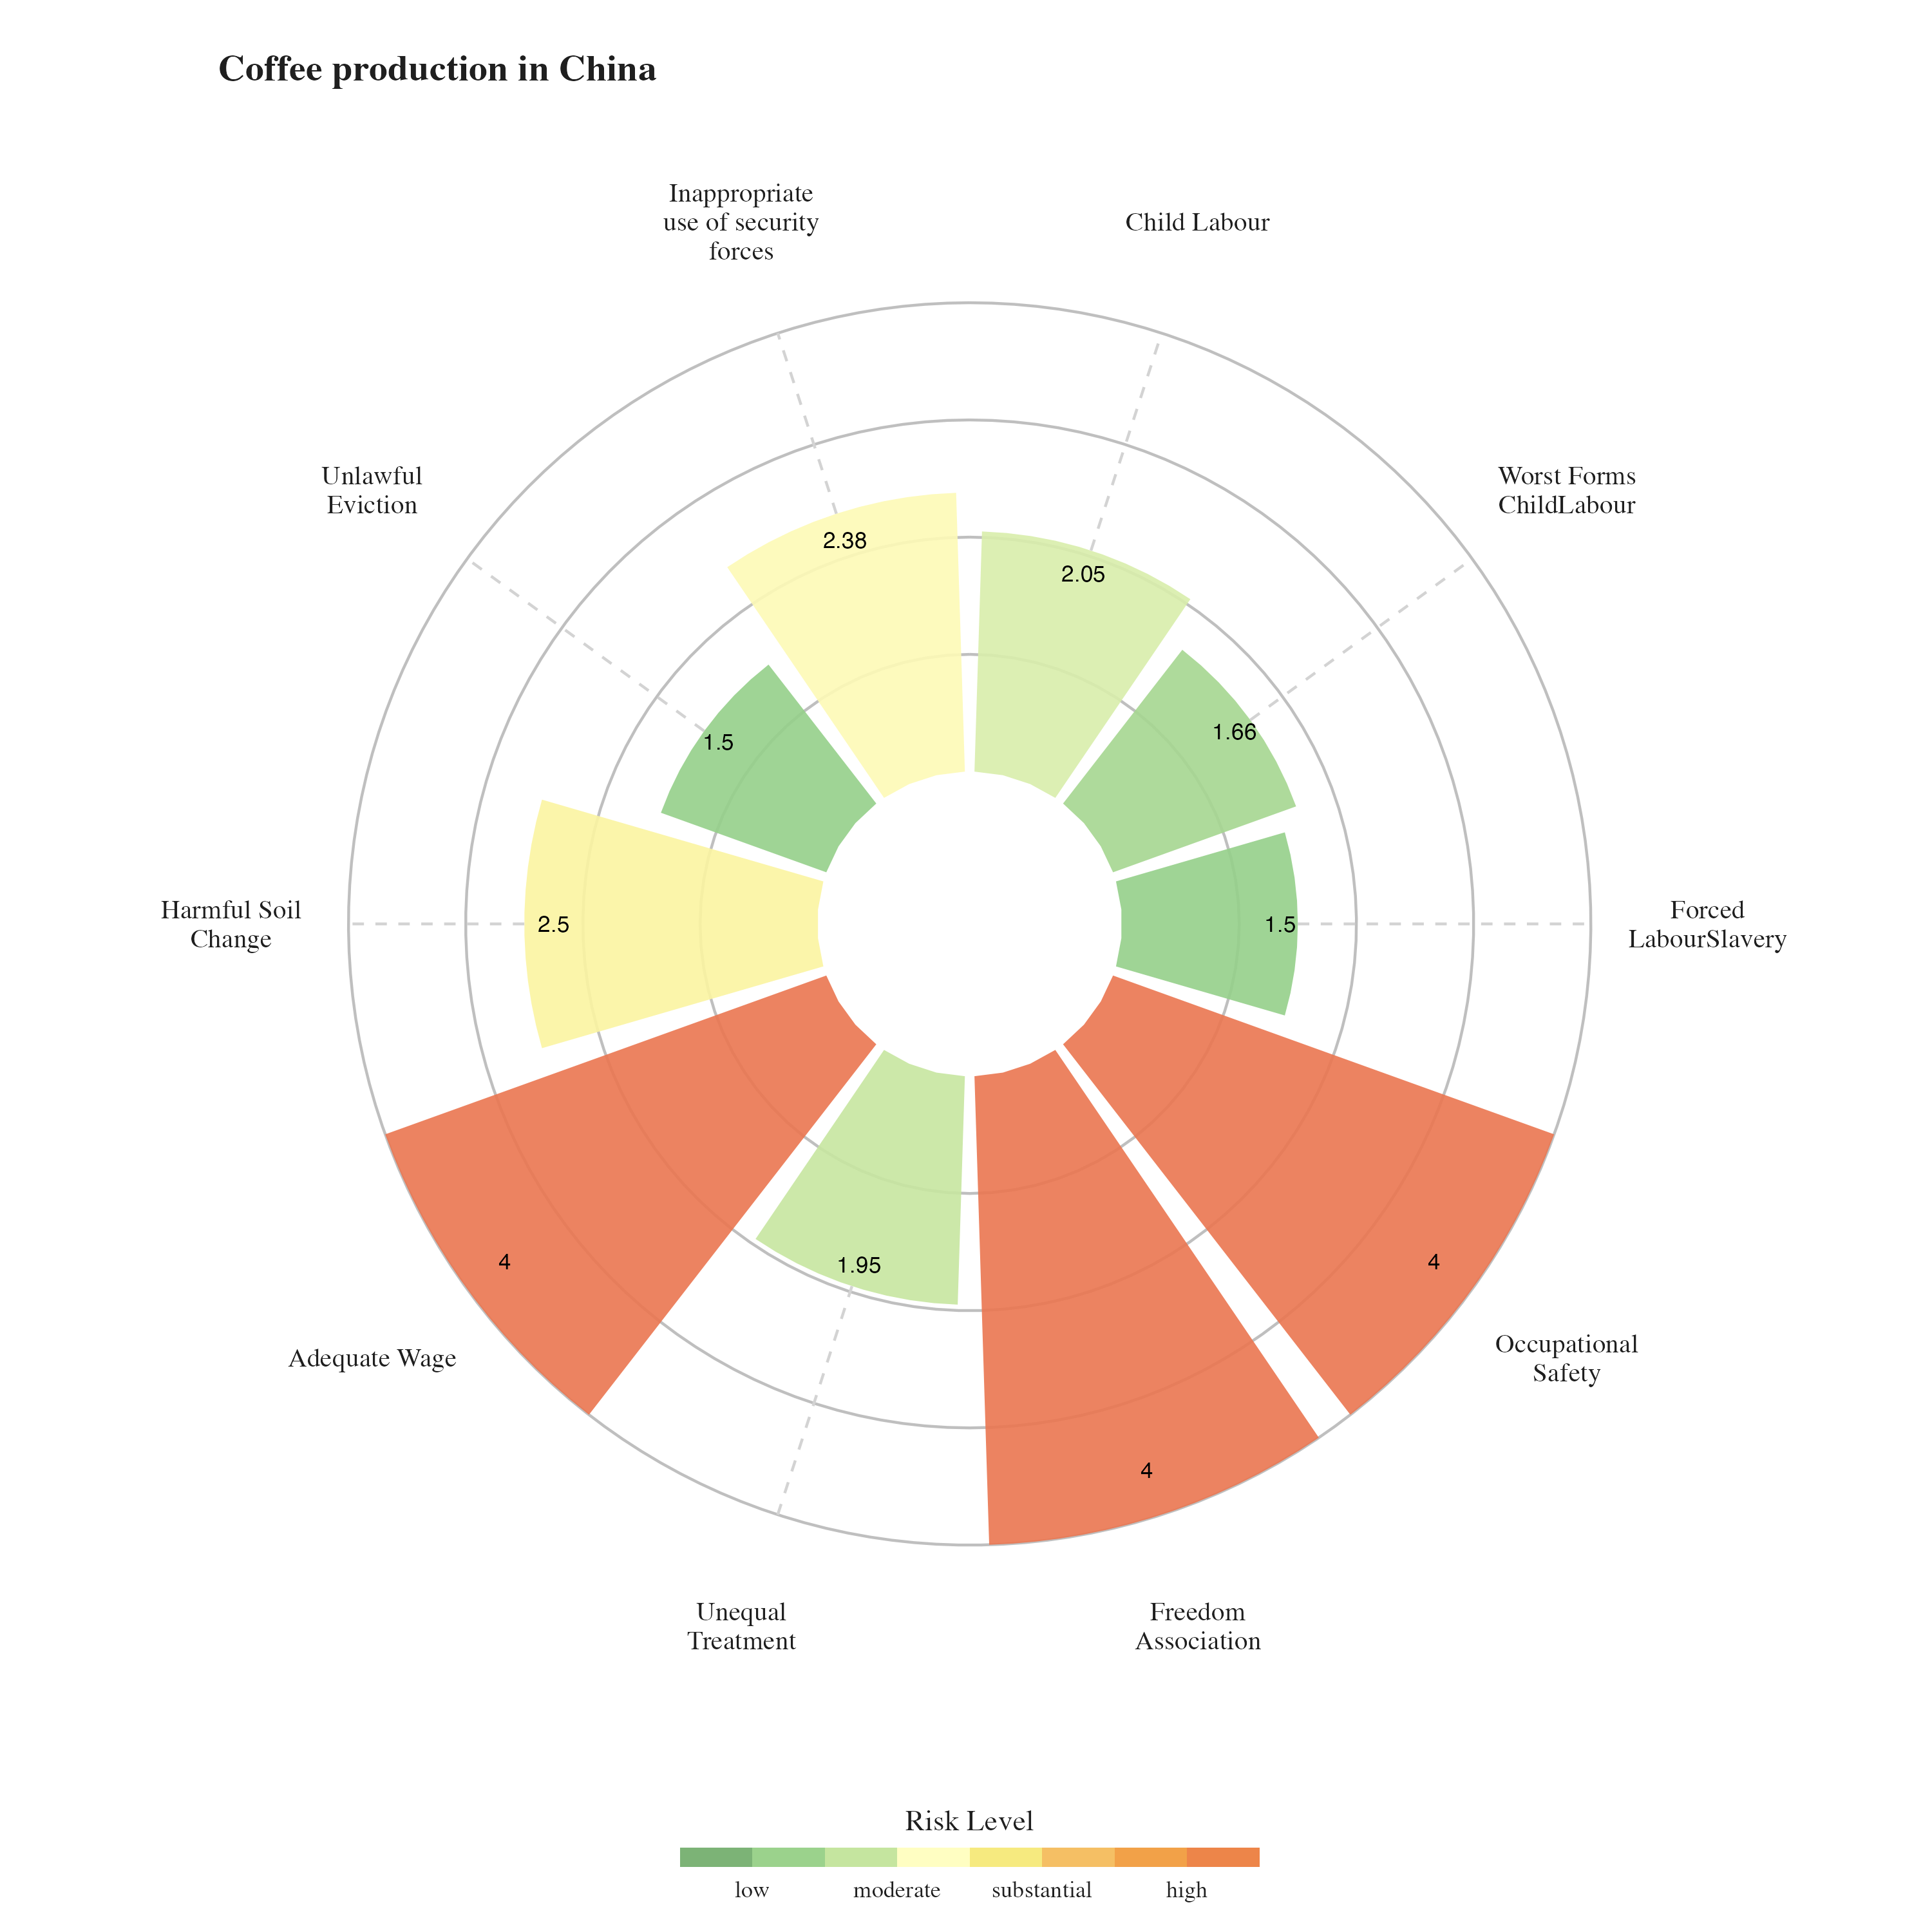 Coffee production in China
Inappropriate
use of security
forces
Child Labour
Unlawful
Eviction
Worst Forms
ChildLabour
2.38
2.05
1.5
1.66
Harmful Soil
Change
2.5
1.5
Forced
LabourSlavery
4
1.95
4
Adequate Wage
Occupational
Safety
4
Unequal
Treatment
Freedom
Association
Risk Level
low moderate substantial high